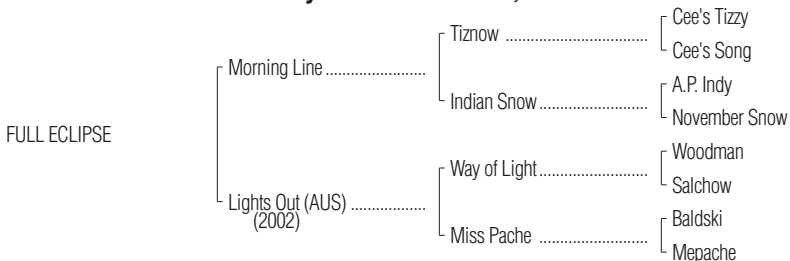 Cee's Tizzy
Tiznow
Cee's Song
Morning Line
A.P. Indy
Indian Snow
November Snow
FULL ECLIPSE
Woodman
Way of Light
Salchow
Lights Out (AUS)
(2002)
Baldski
Miss Pache
Mepache